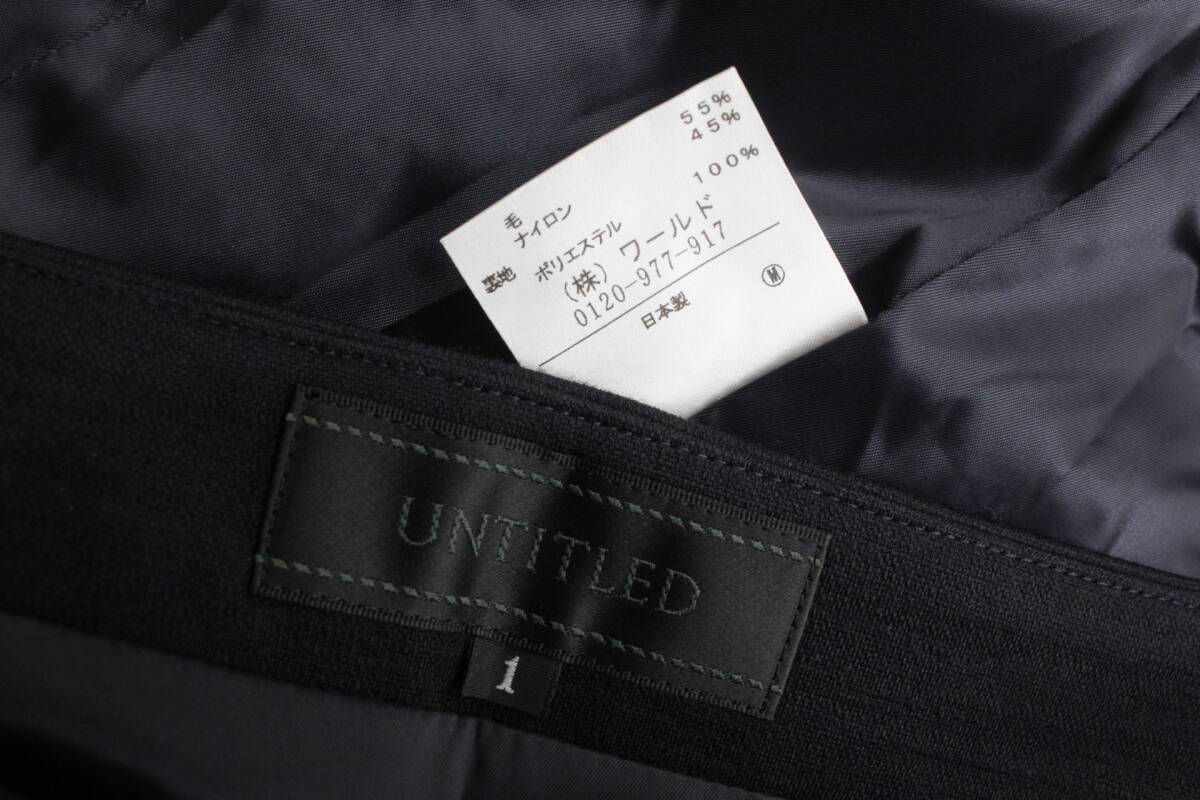 毛 55%
ナイロン 45%
裏地 ポリエステル 100%
(株) ワールド
0120-977-917
日本製 Ⓜ
UNTITLED
1